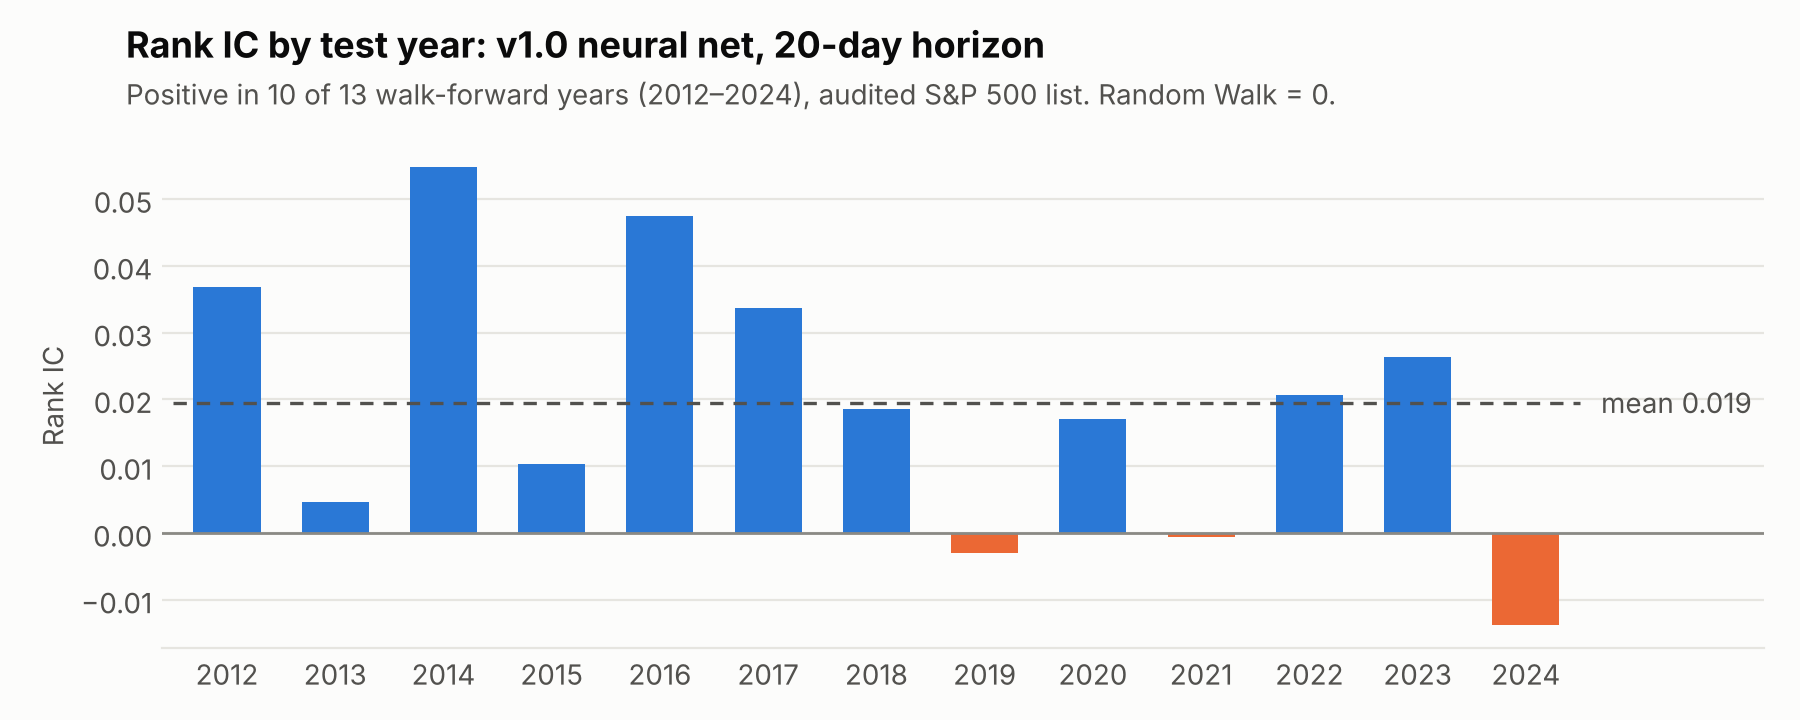 Rank IC by test year: v1.0 neural net, 20-day horizon
Positive in 10 of 13 walk-forward years (2012–2024), audited S&P 500 list. Random Walk = 0.
Rank IC
0.05
0.04
0.03
0.02
0.01
0.00
−0.01
mean 0.019
2012 2013 2014 2015 2016 2017 2018 2019 2020 2021 2022 2023 2024